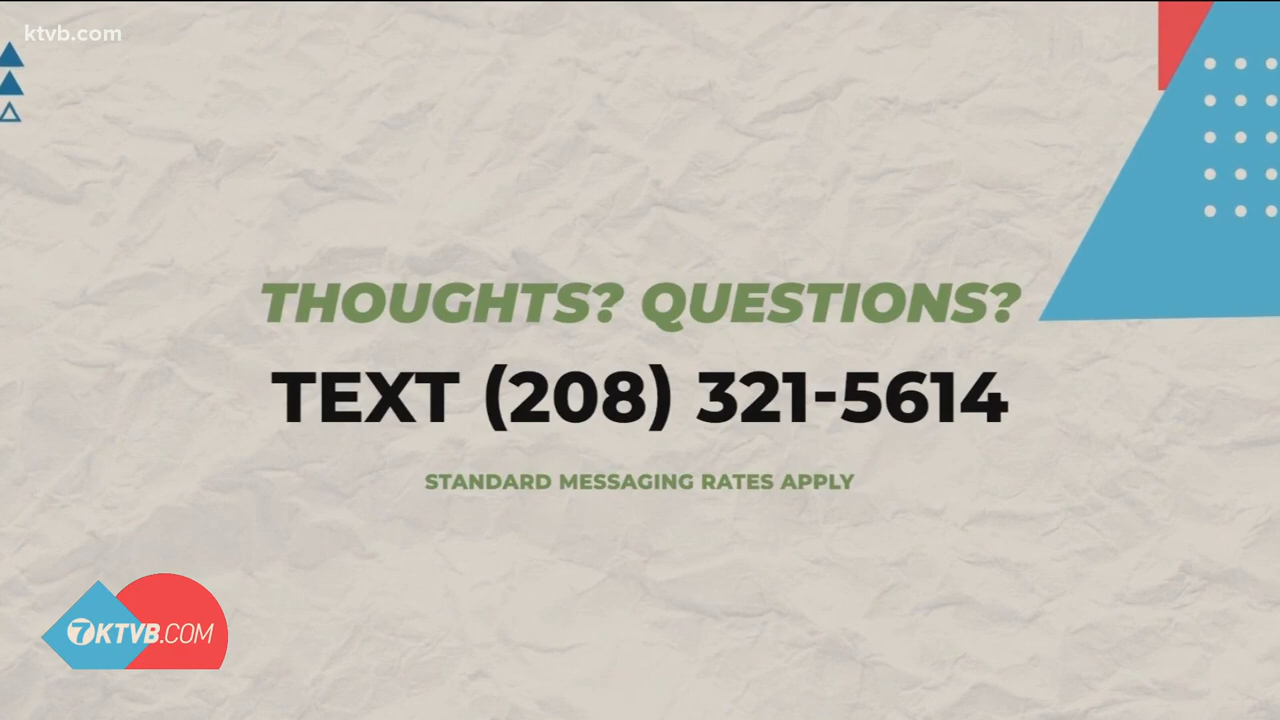 ktvb.com
THOUGHTS? QUESTIONS?
TEXT (208) 321-5614
STANDARD MESSAGING RATES APPLY
7KTVB.COM